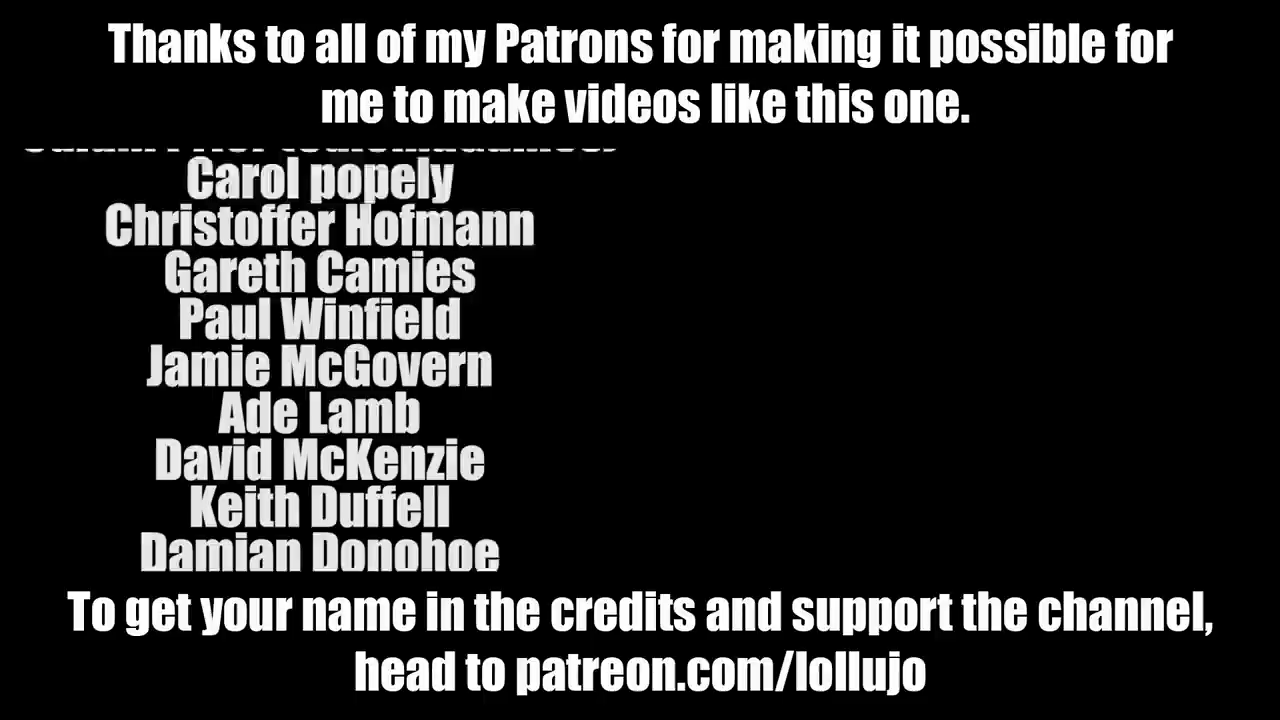 Thanks to all of my Patrons for making it possible for
me to make videos like this one.
Carol popely
Christoffer Hofmann
Gareth Camies
Paul Winfield
Jamie McGovern
Ade Lamb
David McKenzie
Keith Duffell
Damian Donohoe
To get your name in the credits and support the channel,
head to patreon.com/lollujo